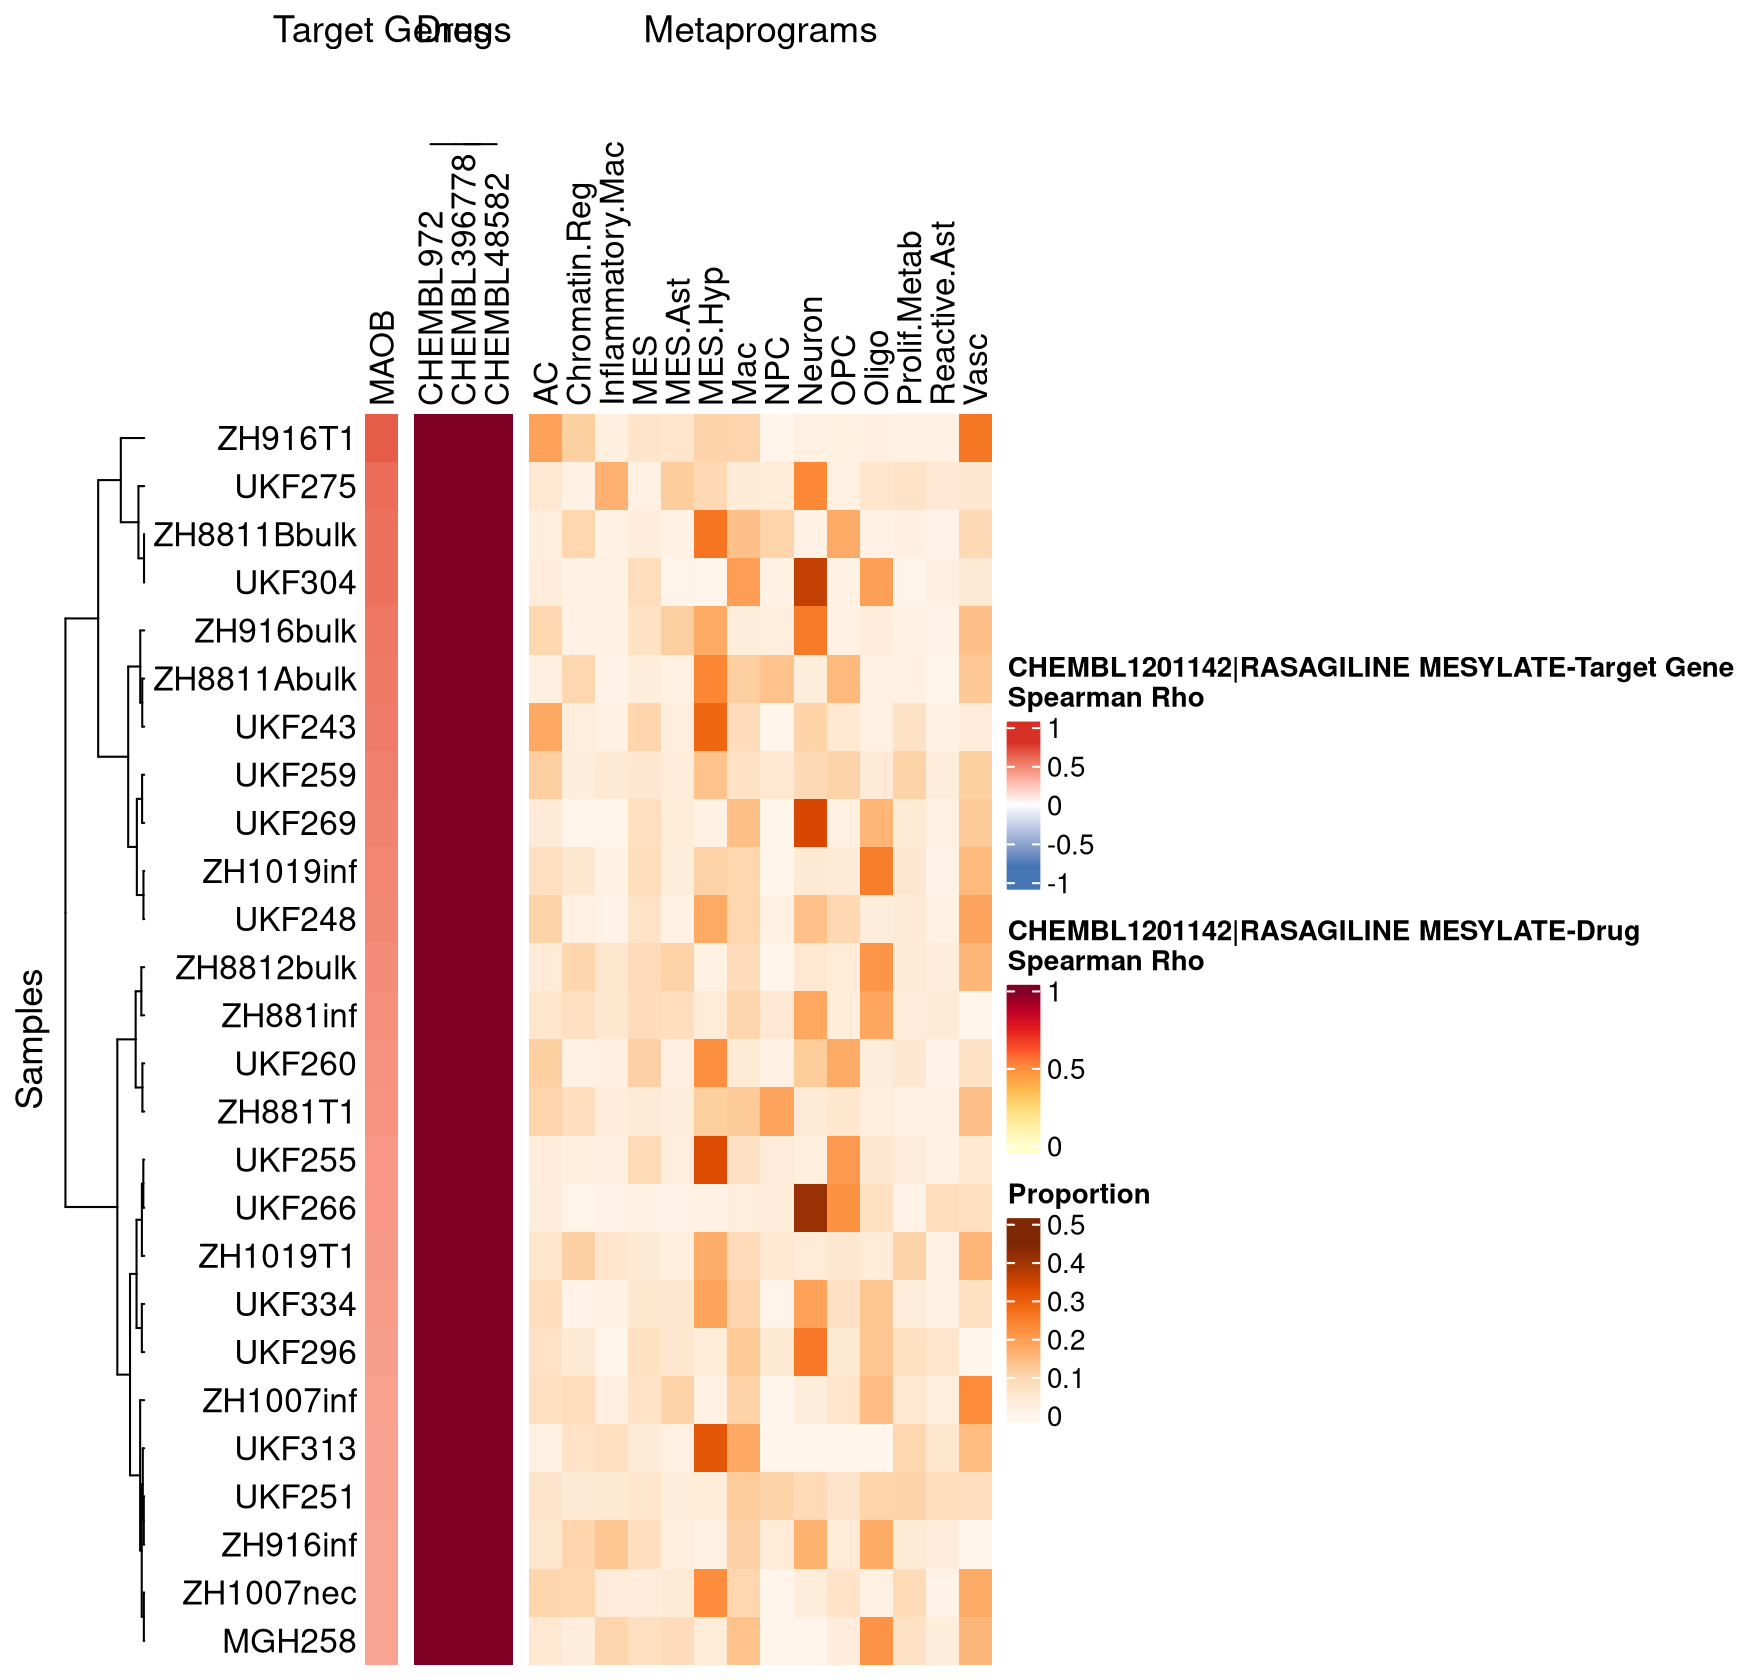 Target Genes
Drugs
Metaprograms
MAOB
CHEMBL972
CHEMBL396778
CHEMBL48582
AC
Chromatin.Reg
Inflammatory.Mac
MES
MES.Ast
MES.Hyp
Mac
NPC
Neuron
OPC
Oligo
Prolif.Metab
Reactive.Ast
Vasc
Samples
ZH916T1
UKF275
ZH8811Bbulk
UKF304
ZH916bulk
ZH8811Abulk
UKF243
UKF259
UKF269
ZH1019inf
UKF248
ZH8812bulk
ZH881inf
UKF260
ZH881T1
UKF255
UKF266
ZH1019T1
UKF334
UKF296
ZH1007inf
UKF313
UKF251
ZH916inf
ZH1007nec
MGH258
CHEMBL1201142|RASAGILINE MESYLATE-Target Gene
Spearman Rho
1
0.5
0
-0.5
-1
CHEMBL1201142|RASAGILINE MESYLATE-Drug
Spearman Rho
1
0.5
0
Proportion
0.5
0.4
0.3
0.2
0.1
0